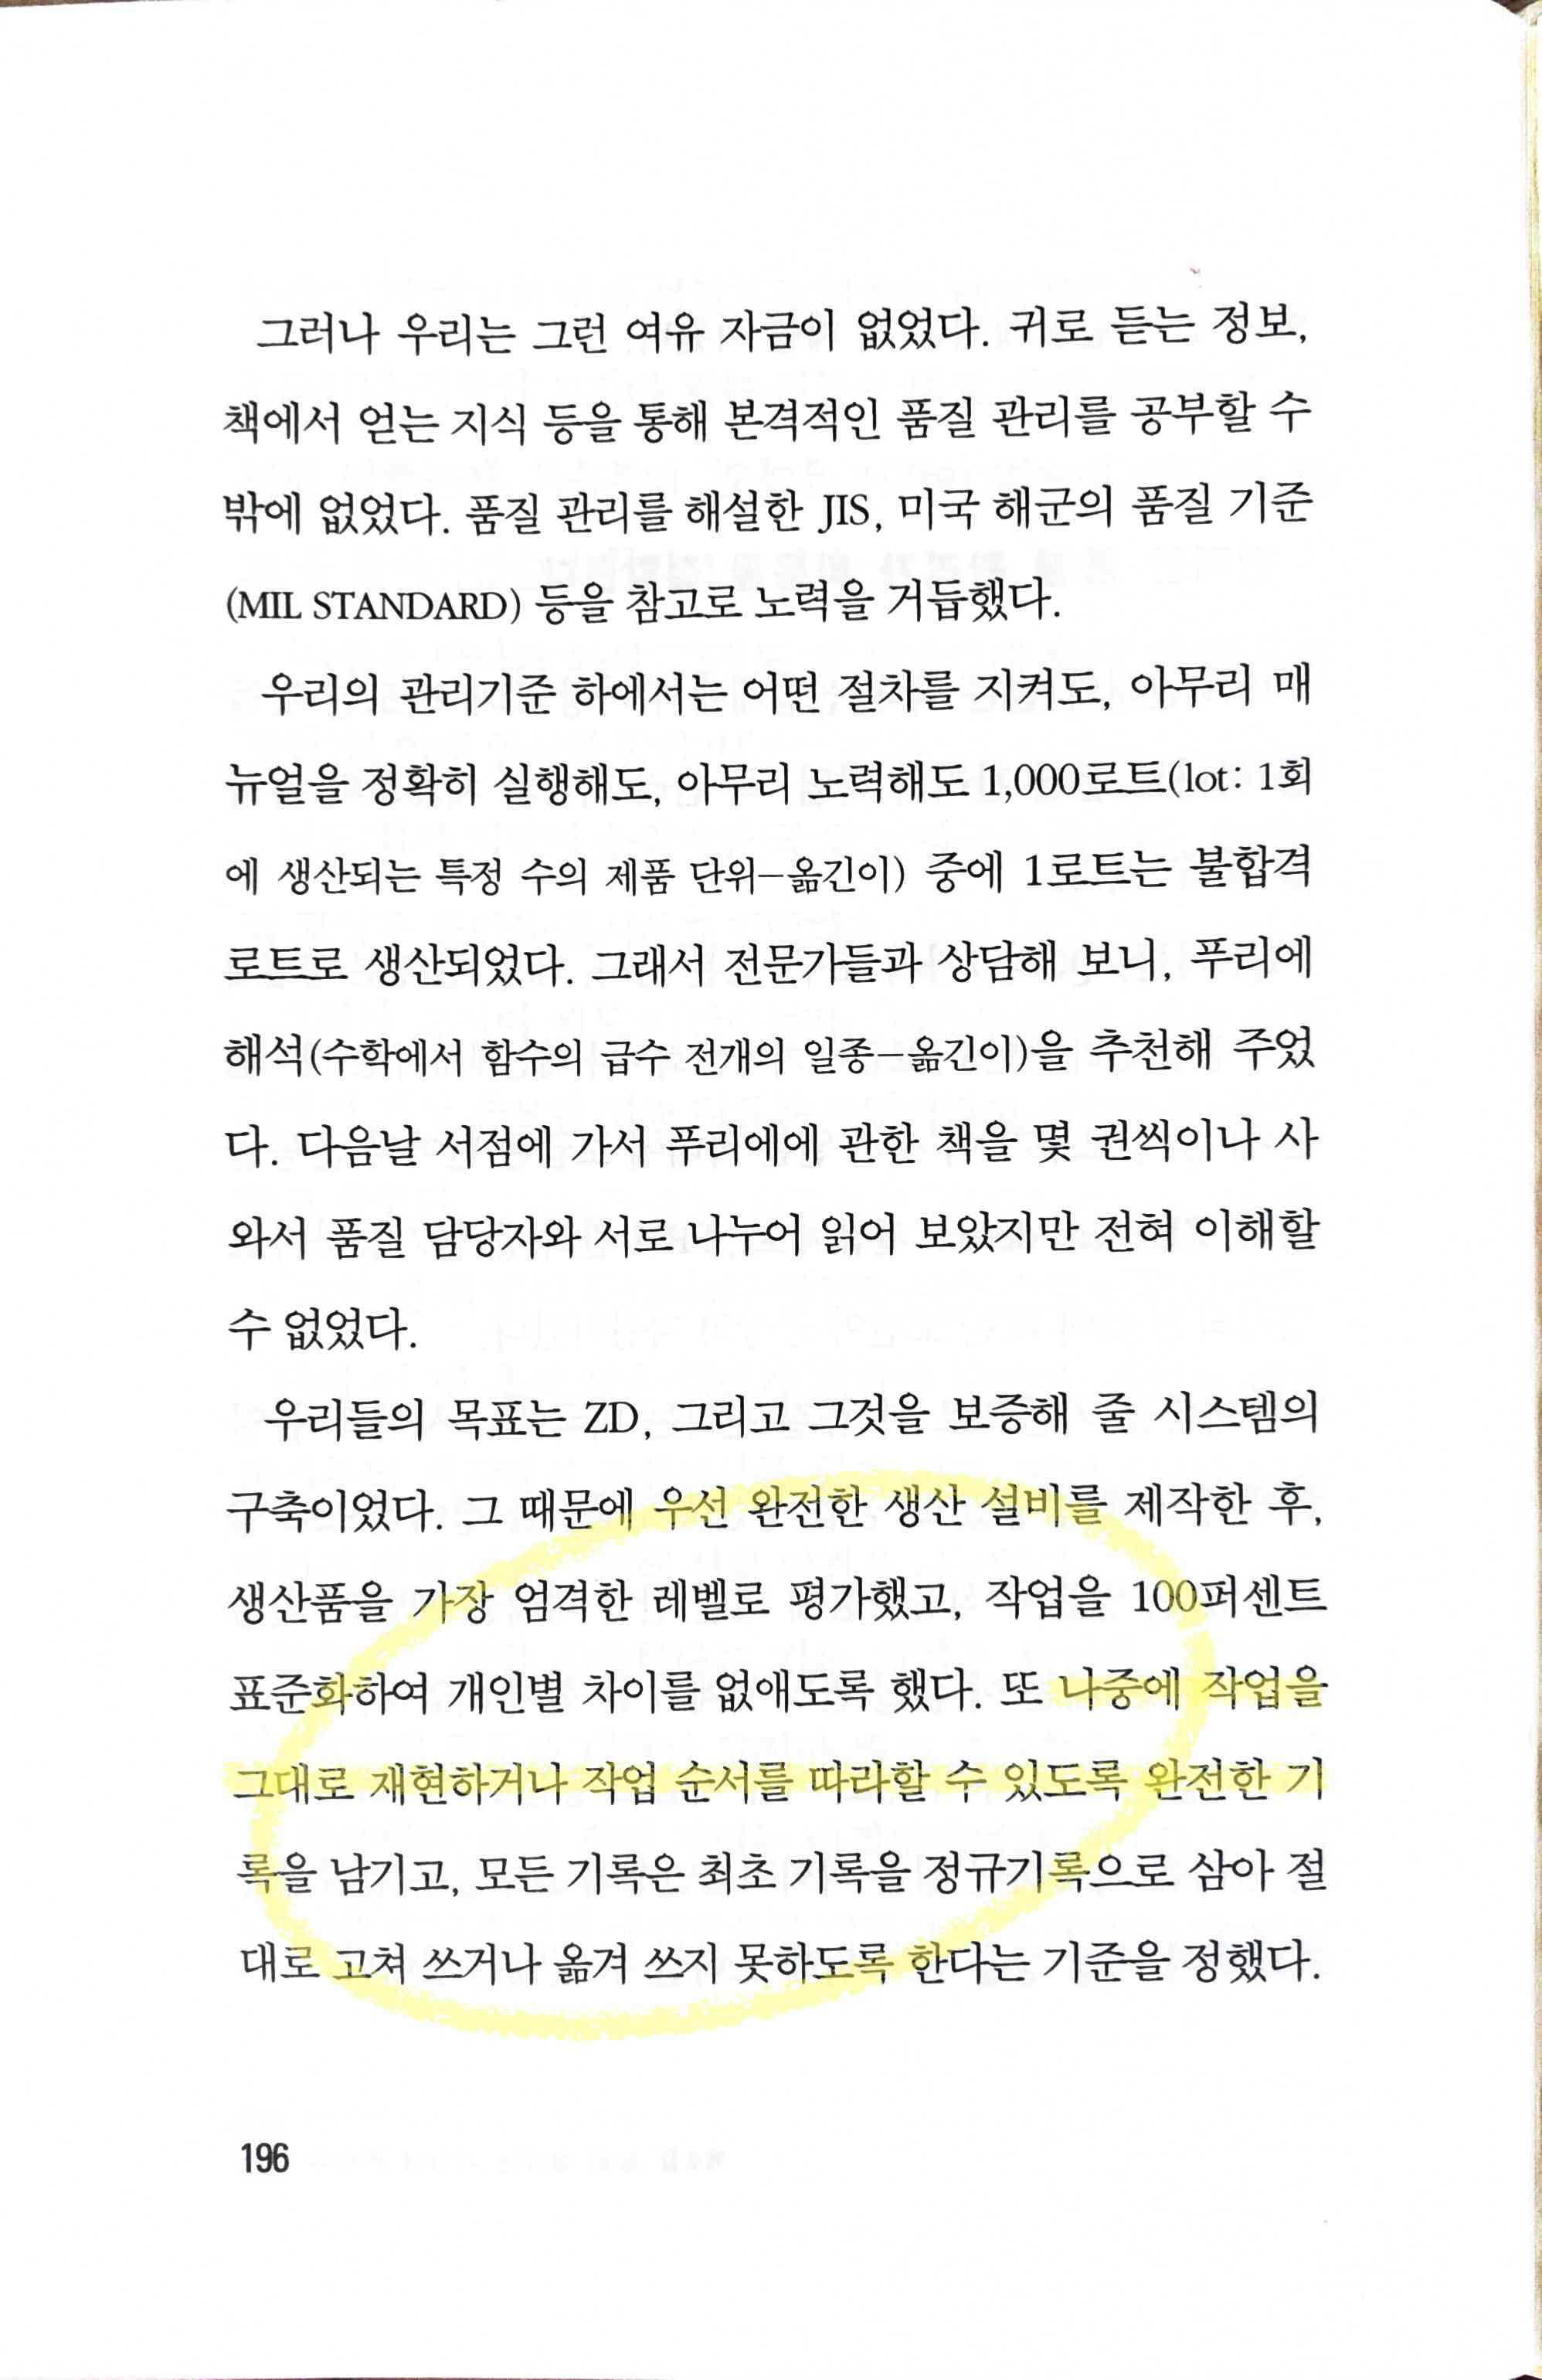 그러나 우리는 그런 여유 자금이 없었다. 귀로 듣는 정보,
책에서 얻는 지식 등을 통해 본격적인 품질 관리를 공부할 수
밖에 없었다. 품질 관리를 해설한 JIS, 미국 해군의 품질 기준
(MIL STANDARD) 등을 참고로 노력을 거듭했다.
우리의 관리기준 하에서는 어떤 절차를 지켜도, 아무리 매
뉴얼을 정확히 실행해도, 아무리 노력해도 1,000로트(lot: 1회
에 생산되는 특정 수의 제품 단위–옮긴이) 중에 1로트는 불합격
로트로 생산되었다. 그래서 전문가들과 상담해 보니, 푸리에
해석(수학에서 함수의 급수 전개의 일종–옮긴이)을 추천해 주었
다. 다음날 서점에 가서 푸리에에 관한 책을 몇 권씩이나 사
와서 품질 담당자와 서로 나누어 읽어 보았지만 전혀 이해할
수 없었다.
우리들의 목표는 ZD, 그리고 그것을 보증해 줄 시스템의
구축이었다. 그 때문에 우선 완전한 생산 설비를 제작한 후,
생산품을 가장 엄격한 레벨로 평가했고, 작업을 100퍼센트
표준화하여 개인별 차이를 없애도록 했다. 또 나중에 작업을
그대로 재현하거나 작업 순서를 따라할 수 있도록 완전한 기
록을 남기고, 모든 기록은 최초 기록을 정규기록으로 삼아 절
대로 고쳐 쓰거나 옮겨 쓰지 못하도록 한다는 기준을 정했다.
196